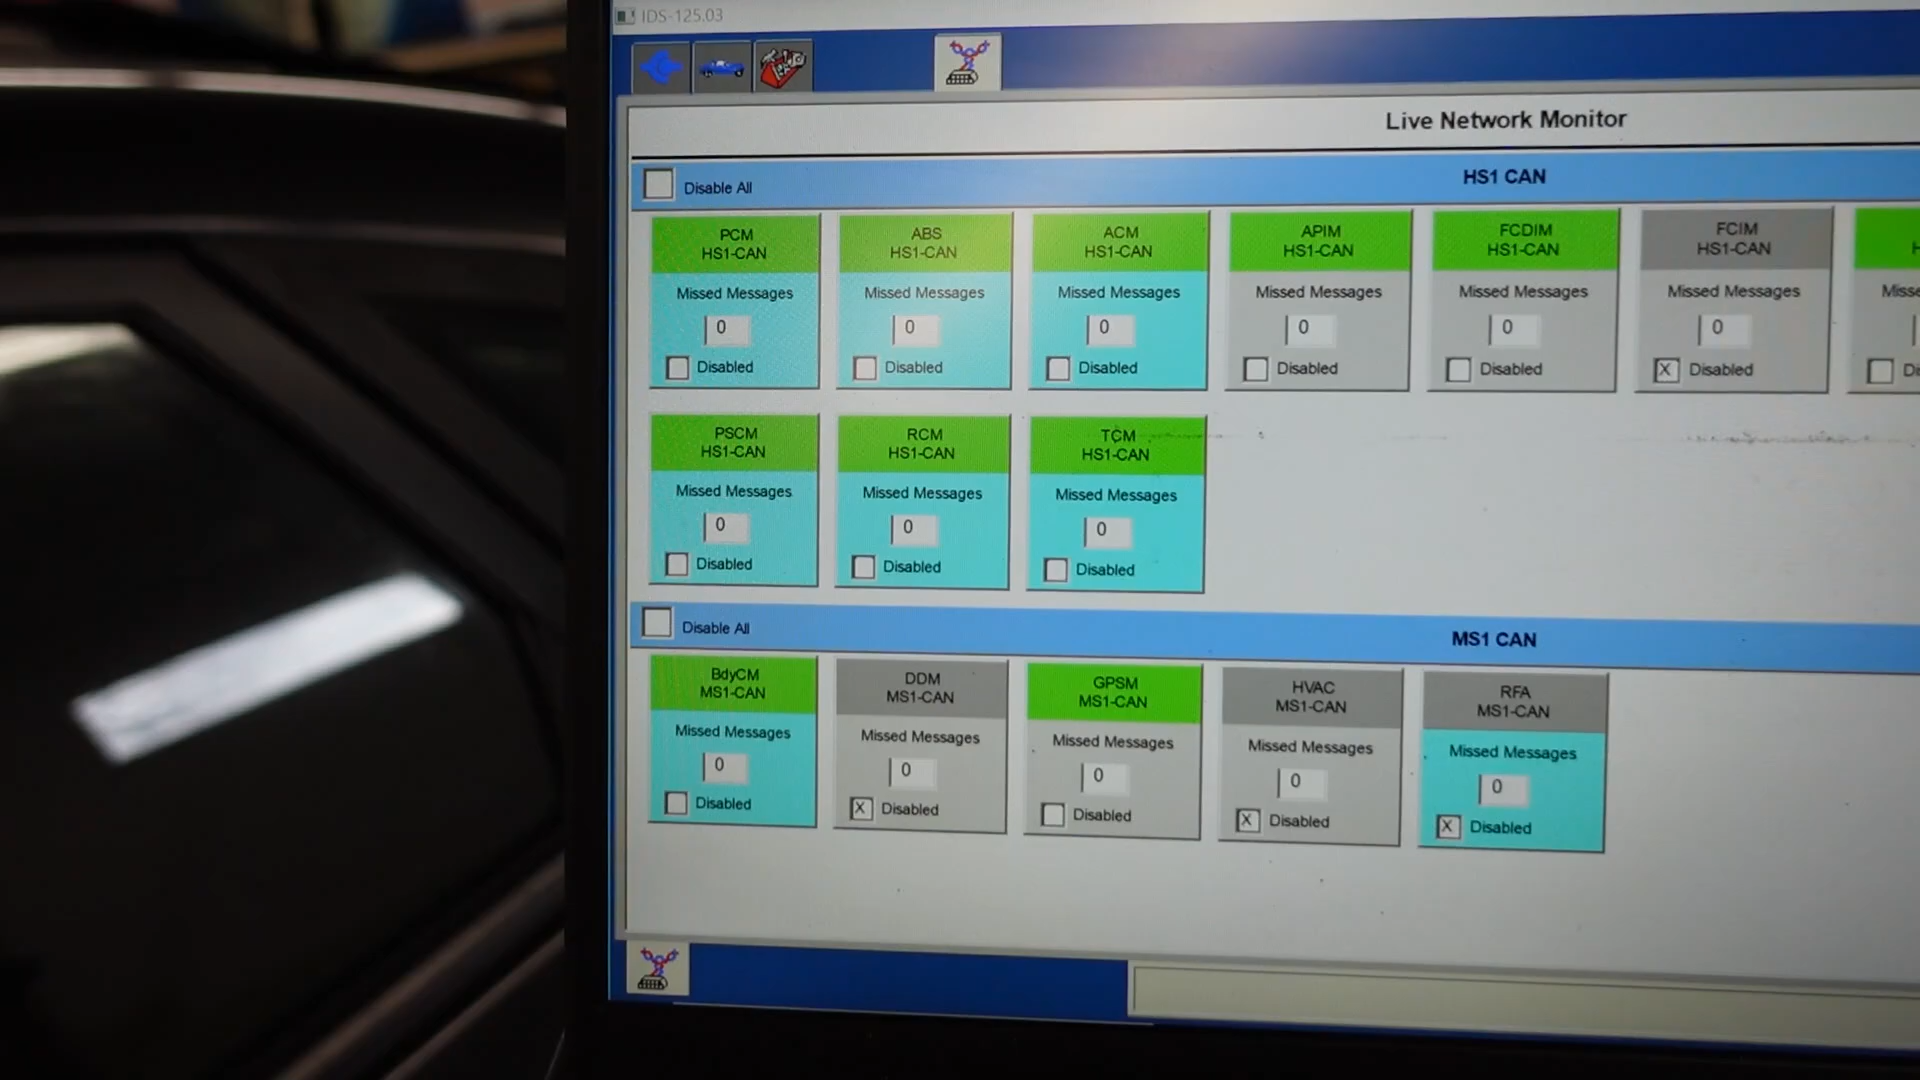 IDS-125.03
Live Network Monitor
Disable All
HS1 CAN
PCM
HS1-CAN
Missed Messages
0
Disabled
ABS
HS1-CAN
Missed Messages
0
Disabled
ACM
HS1-CAN
Missed Messages
0
Disabled
APIM
HS1-CAN
Missed Messages
0
Disabled
FCDIM
HS1-CAN
Missed Messages
0
Disabled
FCIM
HS1-CAN
Missed Messages
0
X Disabled
PSCM
HS1-CAN
Missed Messages
0
Disabled
RCM
HS1-CAN
Missed Messages
0
Disabled
TCM
HS1-CAN
Missed Messages
0
Disabled
Disable All
MS1 CAN
BdyCM
MS1-CAN
Missed Messages
0
Disabled
DDM
MS1-CAN
Missed Messages
0
X Disabled
GPSM
MS1-CAN
Missed Messages
0
Disabled
HVAC
MS1-CAN
Missed Messages
0
X Disabled
RFA
MS1-CAN
Missed Messages
0
X Disabled